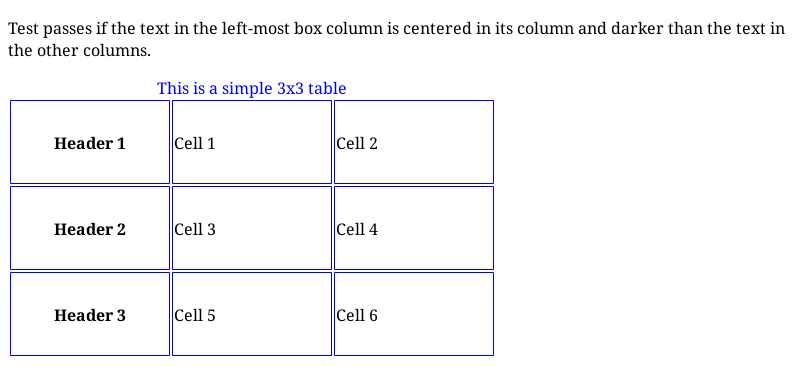 Test passes if the text in the left-most box column is centered in its column and darker than the text in
the other columns.
This is a simple 3x3 table
Header 1 Cell 1 Cell 2
Header 2 Cell 3 Cell 4
Header 3 Cell 5 Cell 6